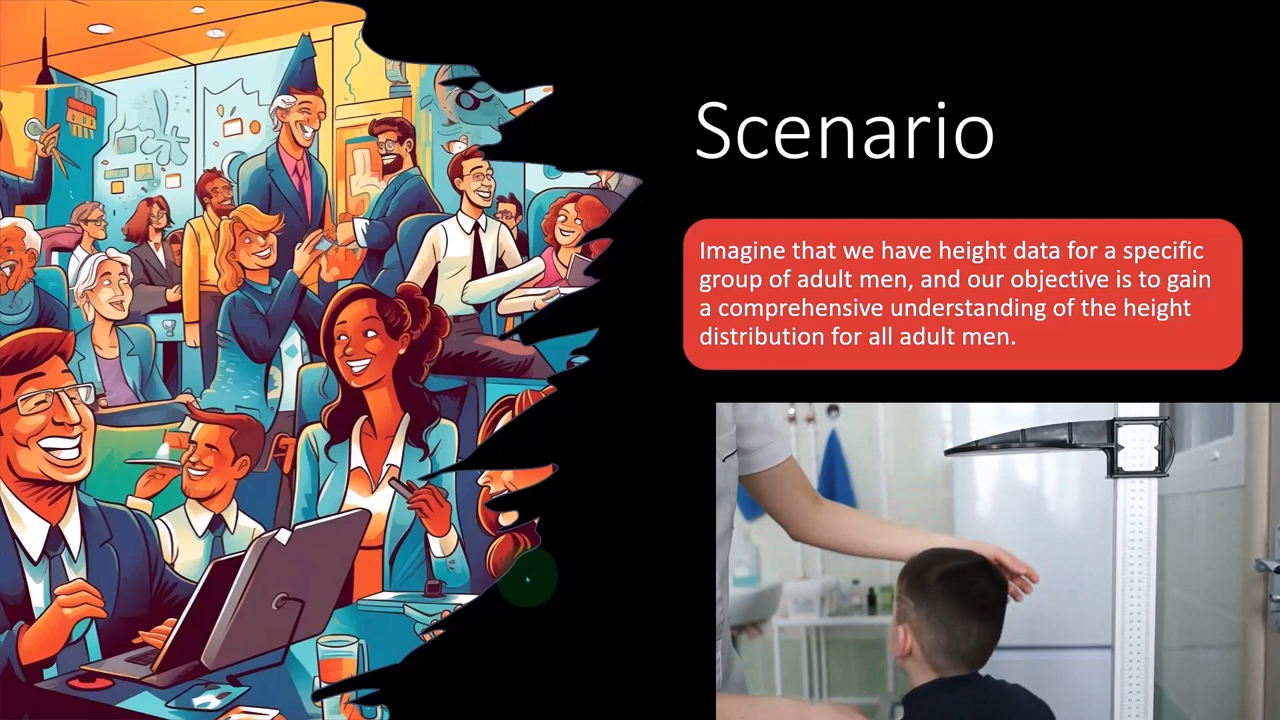 Scenario
Imagine that we have height data for a specific
group of adult men, and our objective is to gain
a comprehensive understanding of the height
distribution for all adult men.